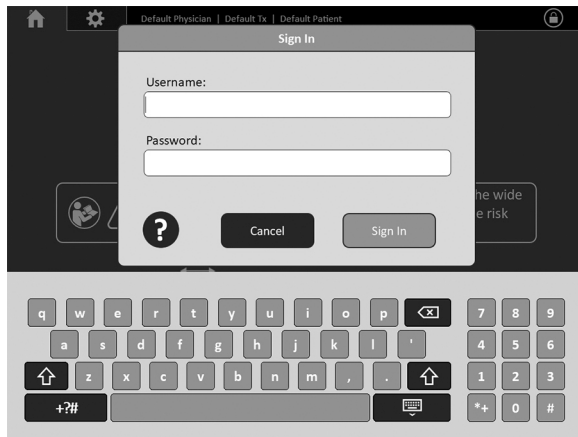 Default Physician | Default Tx | Default Patient
Sign In
Username:
Password:
he wide
e risk
?
Cancel
Sign In
q w e r t y u i o p 7 8 9
a s d f g h j k l ' 4 5 6
z x c v b n m , . 1 2 3
+?# *+ 0 #